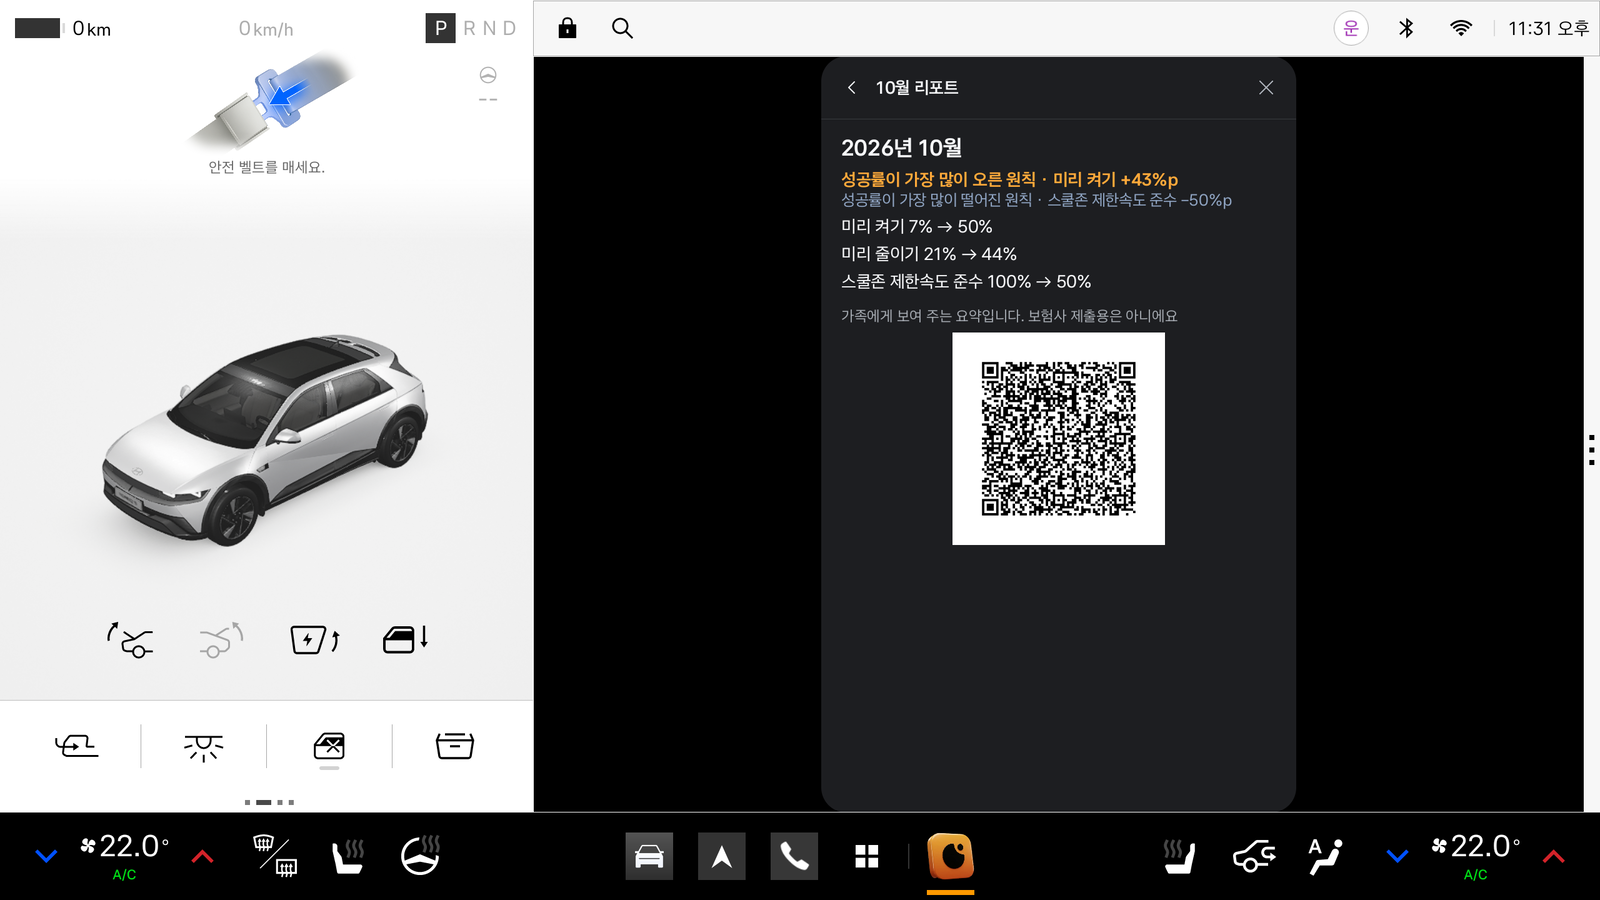 0 km
0 km/h
P R N D
운
11:31 오후
--
안전 벨트를 매세요.
10월 리포트
2026년 10월
성공률이 가장 많이 오른 원칙 · 미리 켜기 +43%p
성공률이 가장 많이 떨어진 원칙 · 스쿨존 제한속도 준수 −50%p
미리 켜기 7% → 50%
미리 줄이기 21% → 44%
스쿨존 제한속도 준수 100% → 50%
가족에게 보여 주는 요약입니다. 보험사 제출용은 아니에요
22.0°
A/C
A
22.0°
A/C